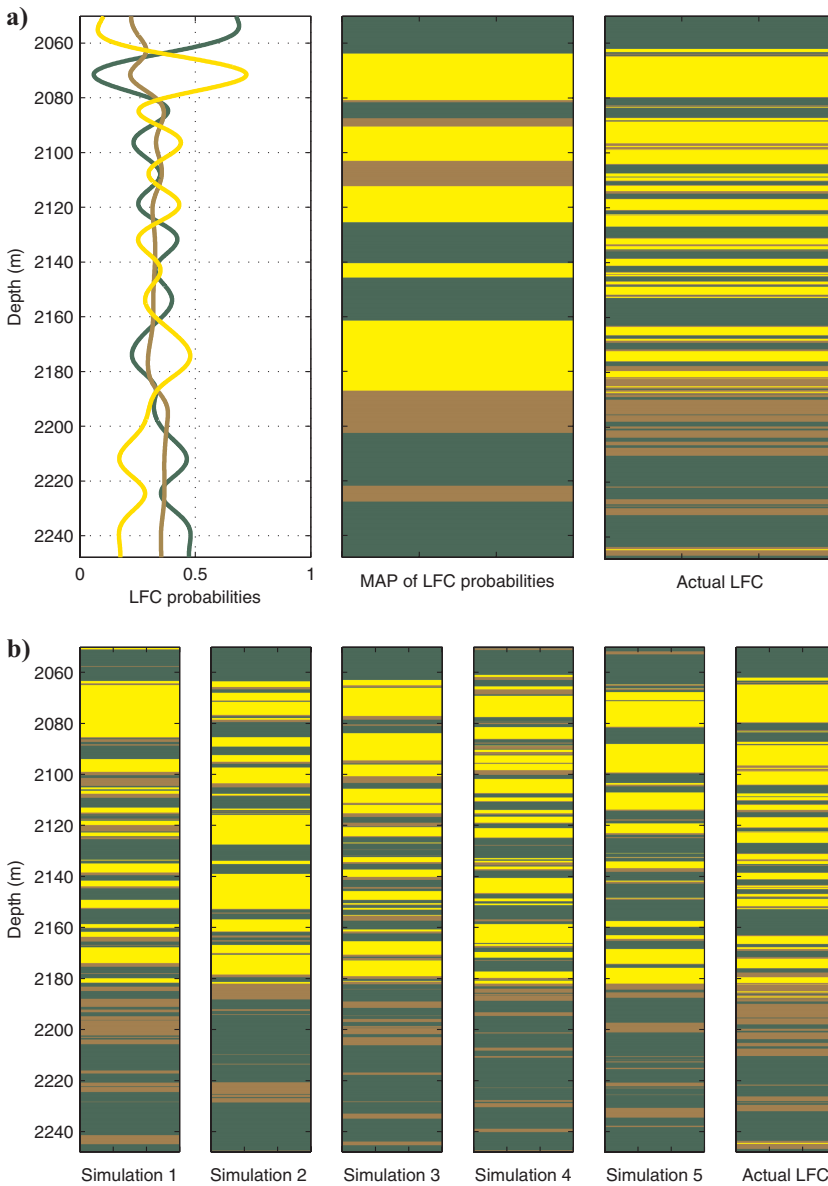 a)
2060
2080
2100
2120
2140
2160
2180
2200
2220
2240
Depth (m)
0 0.5 1
LFC probabilities
MAP of LFC probabilities
Actual LFC
b)
2060
2080
2100
2120
2140
2160
2180
2200
2220
2240
Depth (m)
Simulation 1
Simulation 2
Simulation 3
Simulation 4
Simulation 5
Actual LFC